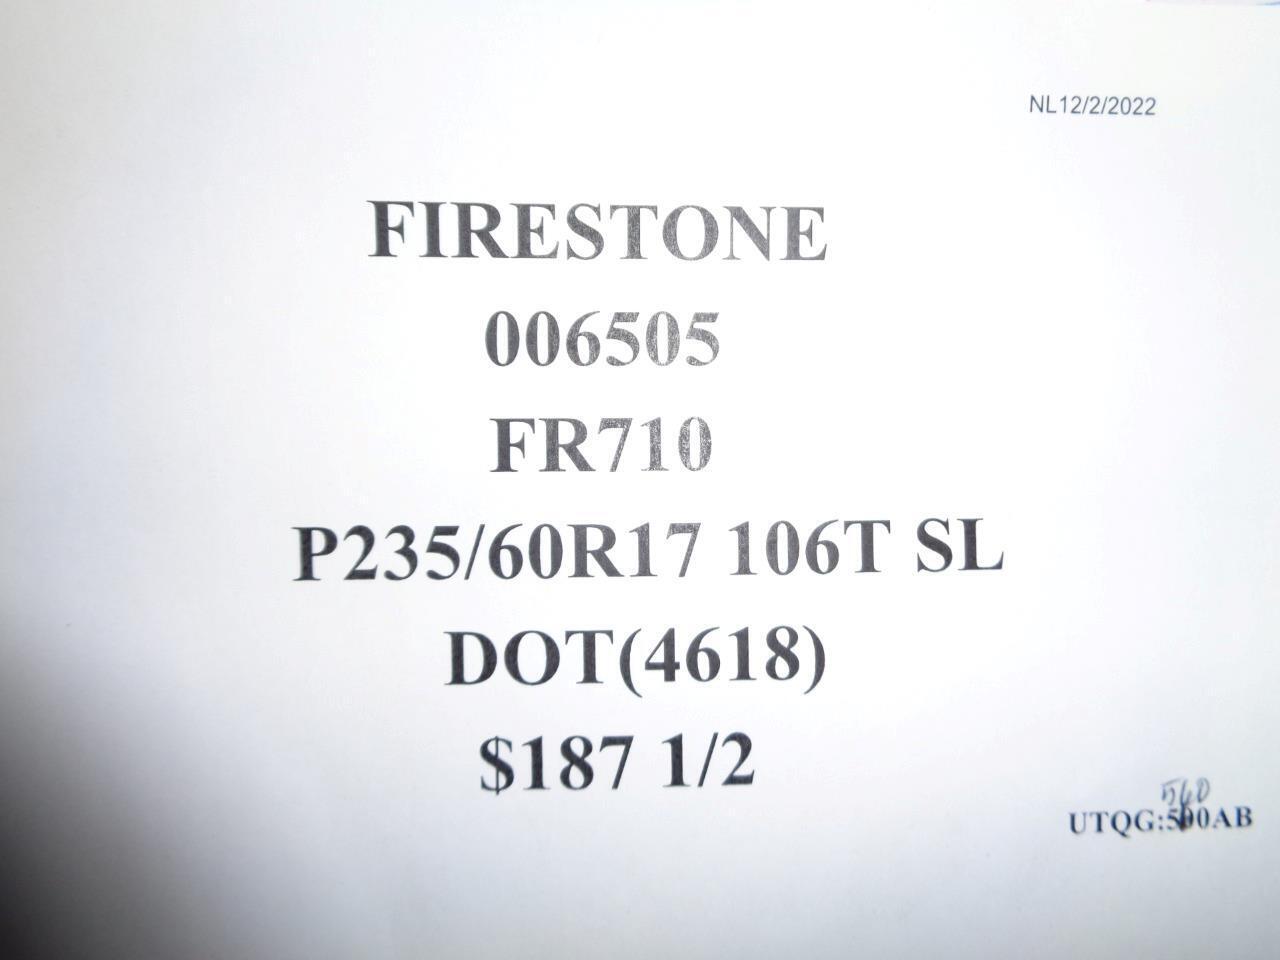 NL12/2/2022
FIRESTONE
006505
FR710
P235/60R17 106T SL
DOT(4618)
$187 1/2
560
UTQG:500AB